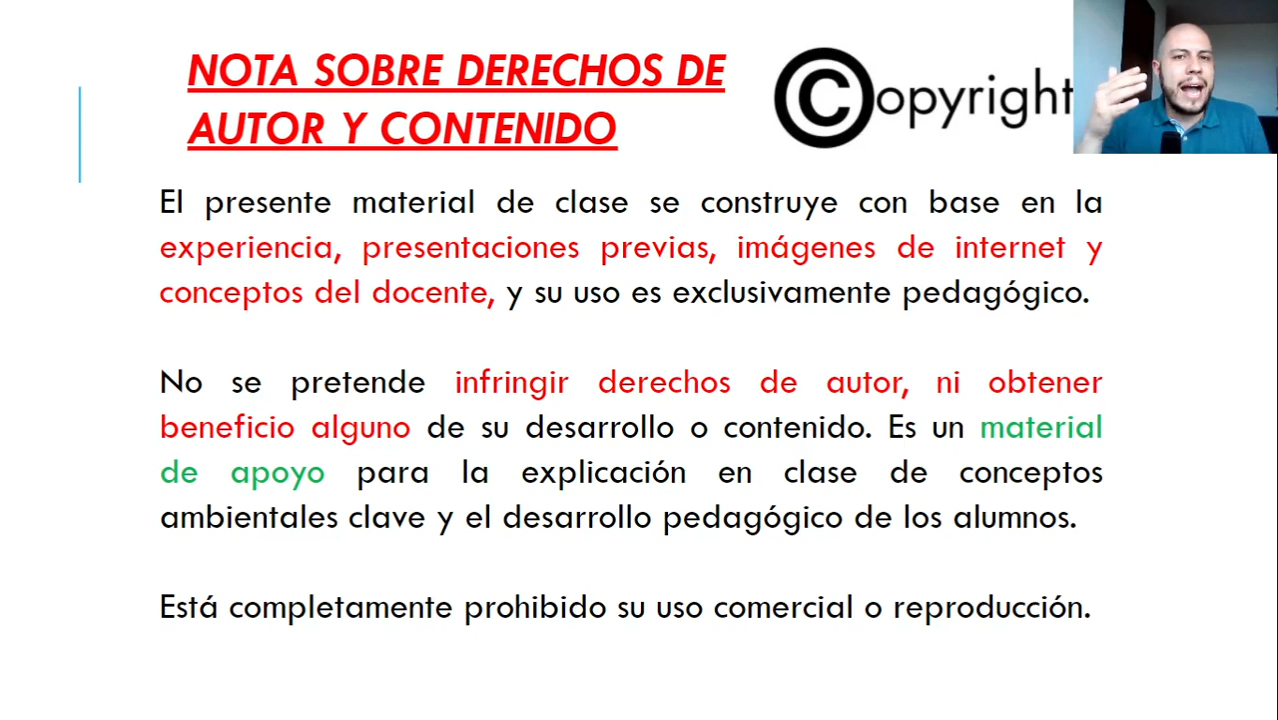 NOTA SOBRE DERECHOS DE
AUTOR Y CONTENIDO
©opyright
El presente material de clase se construye con base en la
experiencia, presentaciones previas, imágenes de internet y
conceptos del docente, y su uso es exclusivamente pedagógico.
No se pretende infringir derechos de autor, ni obtener
beneficio alguno de su desarrollo o contenido. Es un material
de apoyo para la explicación en clase de conceptos
ambientales clave y el desarrollo pedagógico de los alumnos.
Está completamente prohibido su uso comercial o reproducción.